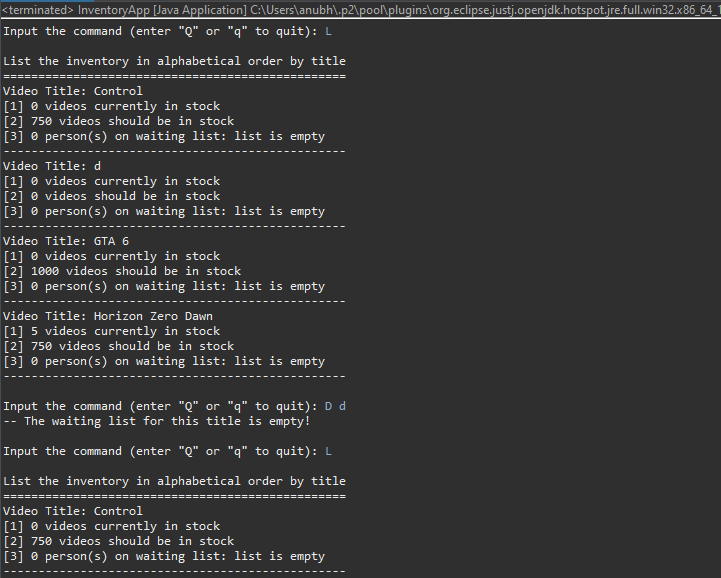 <terminated> InventoryApp [Java Application] C:\Users\anubh\.p2\pool\plugins\org.eclipse.justj.openjdk.hotspot.jre.full.win32.x86_64_1
Input the command (enter "Q" or "q" to quit): L
List the inventory in alphabetical order by title
=================================================
Video Title: Control
[1] 0 videos currently in stock
[2] 750 videos should be in stock
[3] 0 person(s) on waiting list: list is empty
-------------------------------------------------
Video Title: d
[1] 0 videos currently in stock
[2] 0 videos should be in stock
[3] 0 person(s) on waiting list: list is empty
-------------------------------------------------
Video Title: GTA 6
[1] 0 videos currently in stock
[2] 1000 videos should be in stock
[3] 0 person(s) on waiting list: list is empty
-------------------------------------------------
Video Title: Horizon Zero Dawn
[1] 5 videos currently in stock
[2] 750 videos should be in stock
[3] 0 person(s) on waiting list: list is empty
-------------------------------------------------
Input the command (enter "Q" or "q" to quit): D d
-- The waiting list for this title is empty!
Input the command (enter "Q" or "q" to quit): L
List the inventory in alphabetical order by title
=================================================
Video Title: Control
[1] 0 videos currently in stock
[2] 750 videos should be in stock
[3] 0 person(s) on waiting list: list is empty
-------------------------------------------------